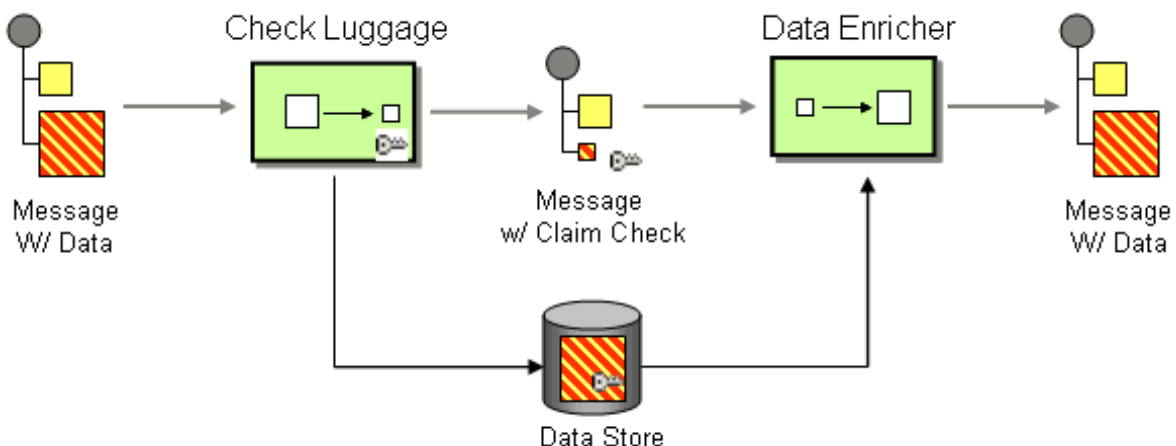 Check Luggage
Data Enricher
Message
W/ Data
Message
w/ Claim Check
Message
W/ Data
Data Store